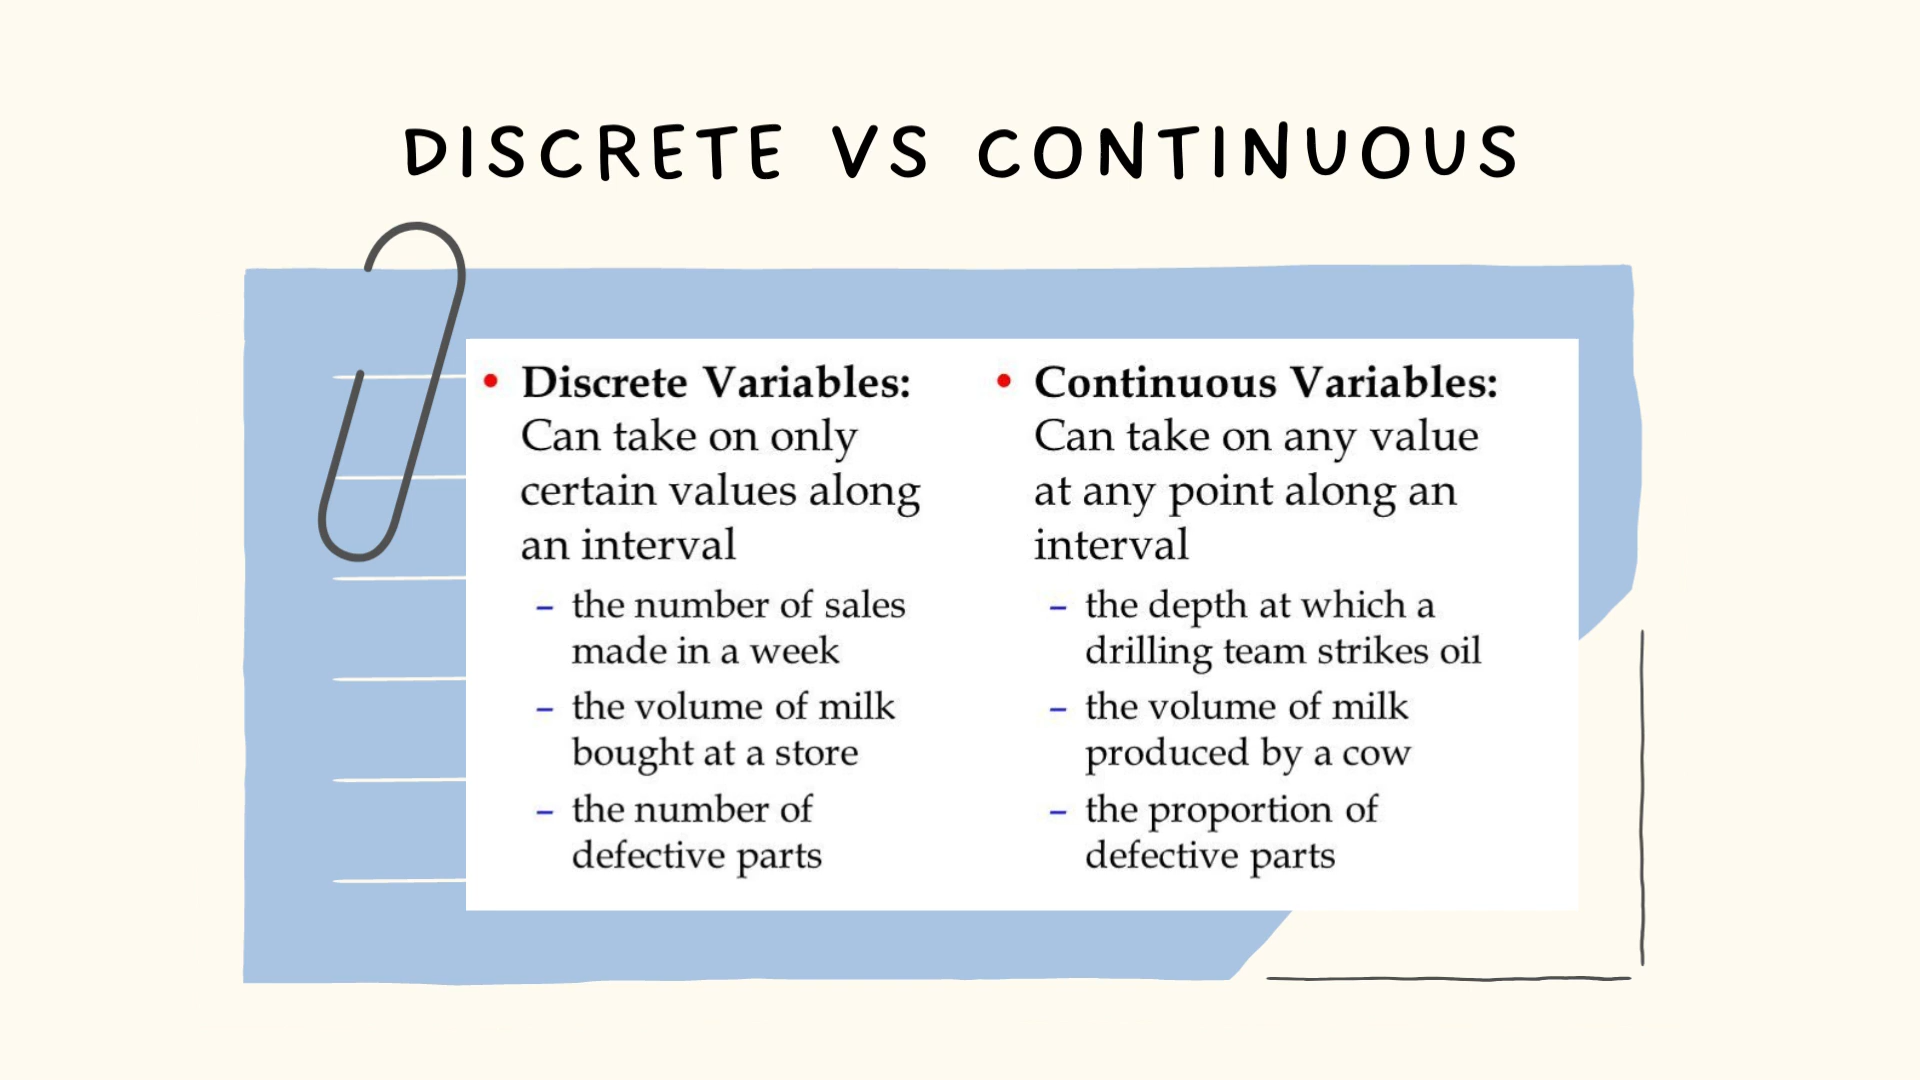 DISCRETE VS CONTINUOUS
• Discrete Variables:
Can take on only
certain values along
an interval
– the number of sales
made in a week
– the volume of milk
bought at a store
– the number of
defective parts
• Continuous Variables:
Can take on any value
at any point along an
interval
– the depth at which a
drilling team strikes oil
– the volume of milk
produced by a cow
– the proportion of
defective parts